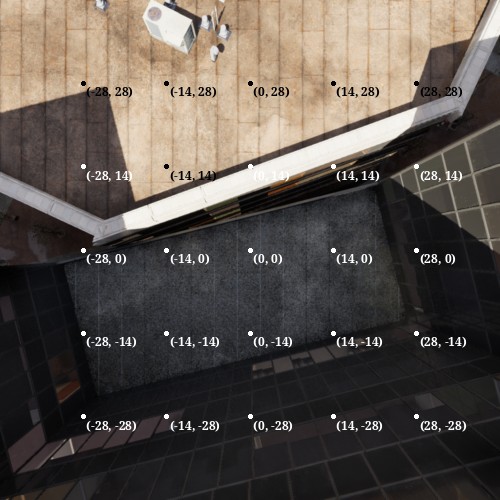 (-28, 28) (-14, 28) (0, 28) (14, 28) (28, 28)
(-28, 14) (-14, 14) (0, 14) (14, 14) (28, 14)
(-28, 0) (-14, 0) (0, 0) (14, 0) (28, 0)
(-28, -14) (-14, -14) (0, -14) (14, -14) (28, -14)
(-28, -28) (-14, -28) (0, -28) (14, -28) (28, -28)